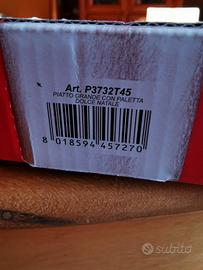 Art. P3732T45
PIATTO GRANDE CON PALETTA
DOLCE NATALE
8 018594 457270
subito